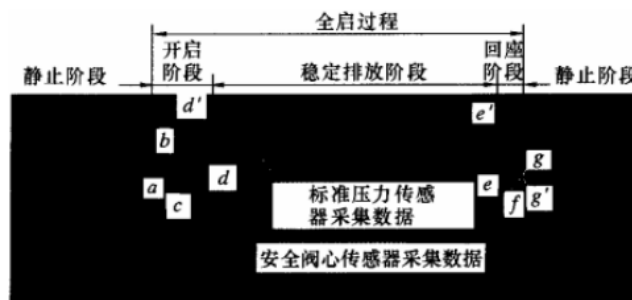 全启过程
开启 回座
静止阶段 阶段 稳定排放阶段 阶段 静止阶段
d' e'
b
g
a d e
c f g'
标准压力传感
器采集数据
安全阀心传感器采集数据